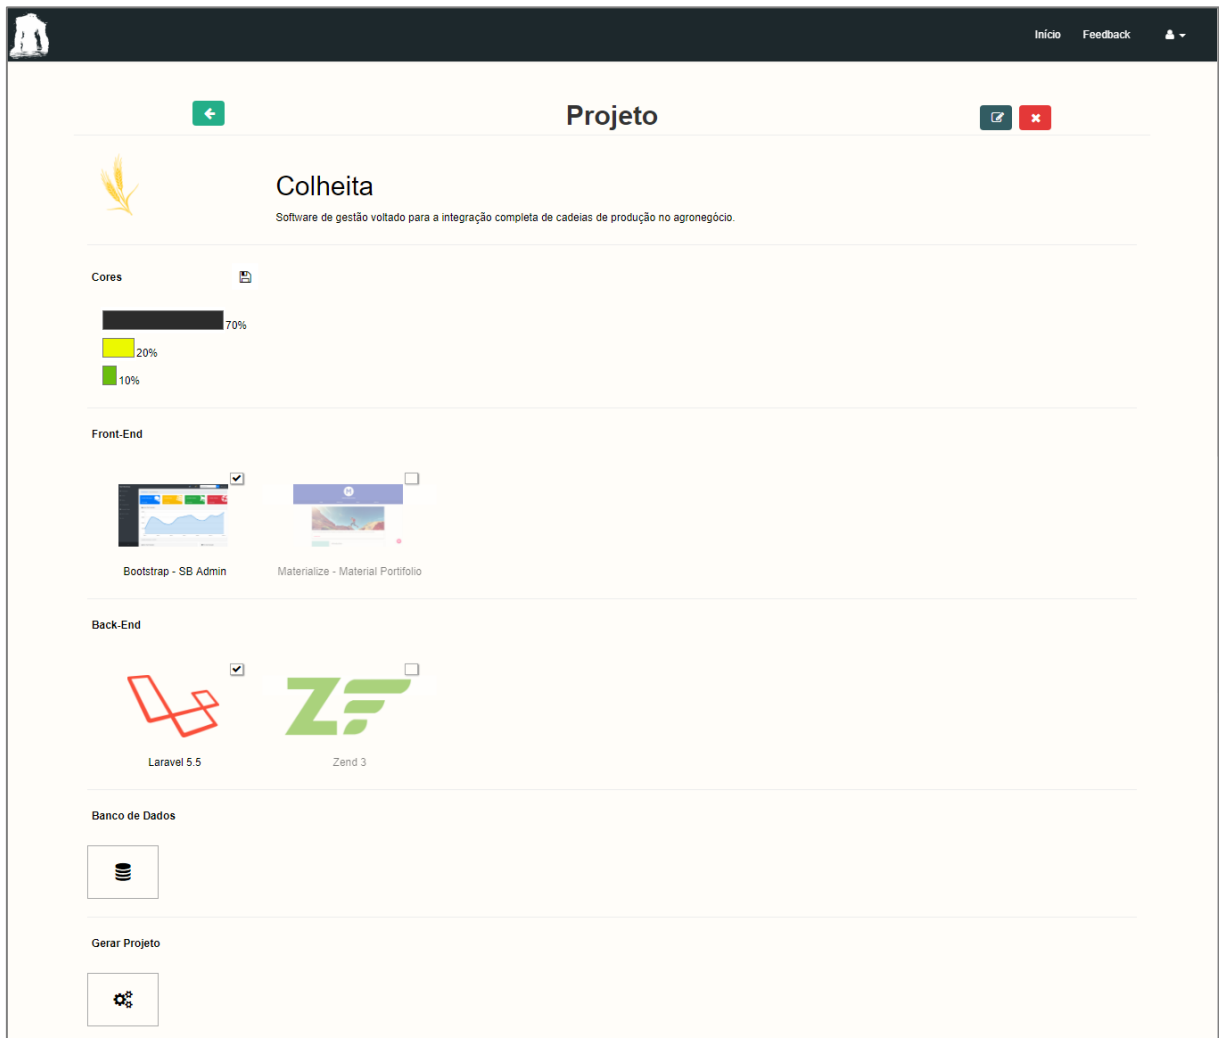 Início Feedback
Projeto
Colheita
Software de gestão voltado para a integração completa de cadeias de produção no agronegócio.
Cores
70%
20%
10%
Front-End
Bootstrap - SB Admin Materialize - Material Portifolio
Back-End
Laravel 5.5 Zend 3
Banco de Dados
Gerar Projeto